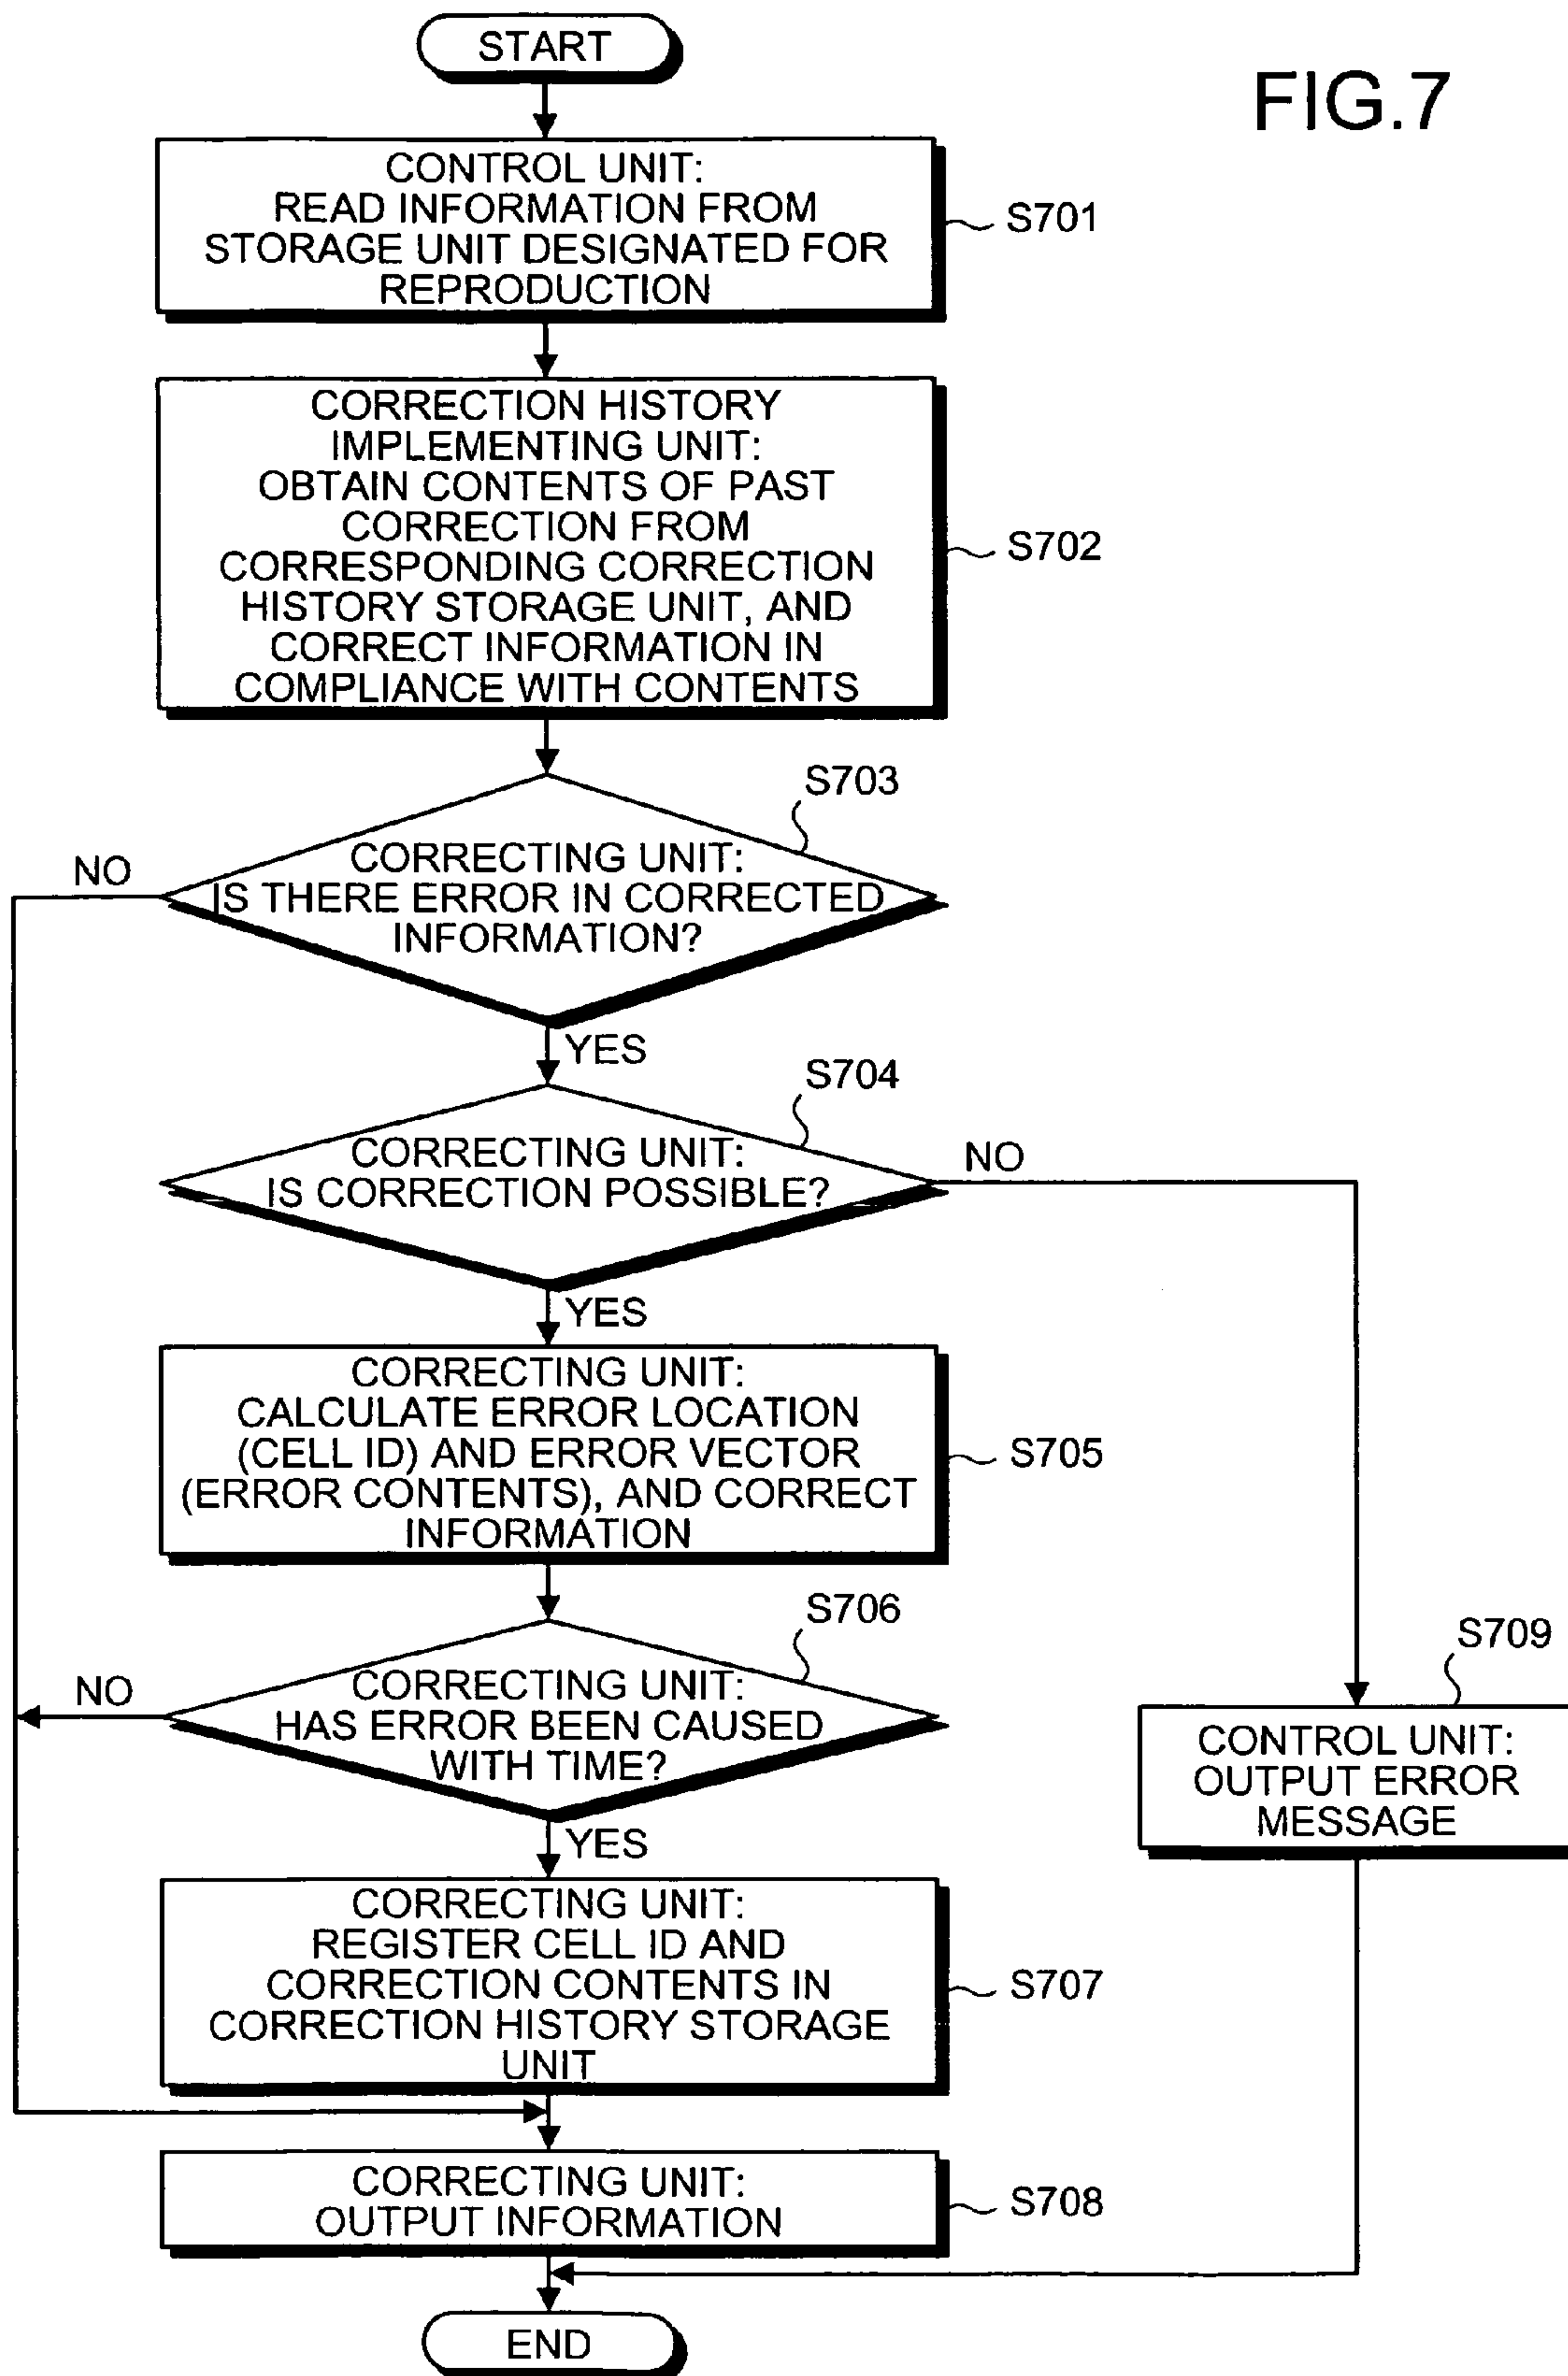 START
FIG.7
CONTROL UNIT:
READ INFORMATION FROM
STORAGE UNIT DESIGNATED FOR
REPRODUCTION
S701
CORRECTION HISTORY
IMPLEMENTING UNIT:
OBTAIN CONTENTS OF PAST
CORRECTION FROM
CORRESPONDING CORRECTION
HISTORY STORAGE UNIT, AND
CORRECT INFORMATION IN
COMPLIANCE WITH CONTENTS
S702
S703
CORRECTING UNIT:
IS THERE ERROR IN CORRECTED
INFORMATION?
NO
YES
S704
CORRECTING UNIT:
IS CORRECTION POSSIBLE?
NO
YES
CORRECTING UNIT:
CALCULATE ERROR LOCATION
(CELL ID) AND ERROR VECTOR
(ERROR CONTENTS), AND CORRECT
INFORMATION
S705
S706
CORRECTING UNIT:
HAS ERROR BEEN CAUSED
WITH TIME?
NO
YES
S709
CONTROL UNIT:
OUTPUT ERROR
MESSAGE
CORRECTING UNIT:
REGISTER CELL ID AND
CORRECTION CONTENTS IN
CORRECTION HISTORY STORAGE
UNIT
S707
CORRECTING UNIT:
OUTPUT INFORMATION
S708
END